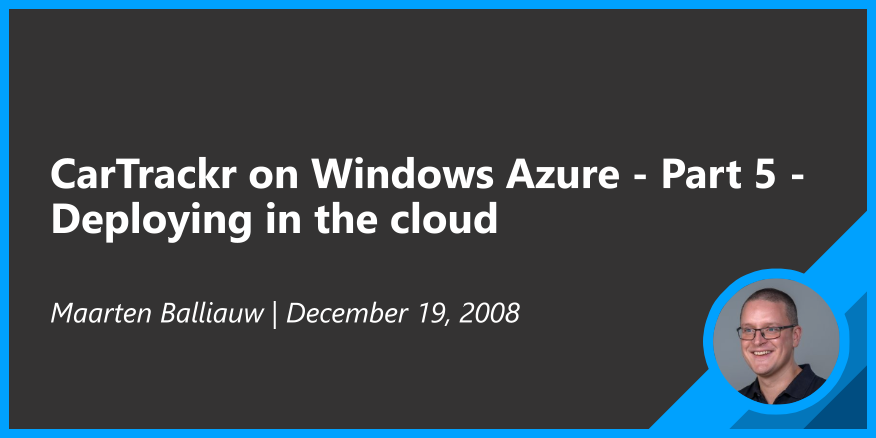 CarTrackr on Windows Azure - Part 5 -
Deploying in the cloud
Maarten Balliauw | December 19, 2008